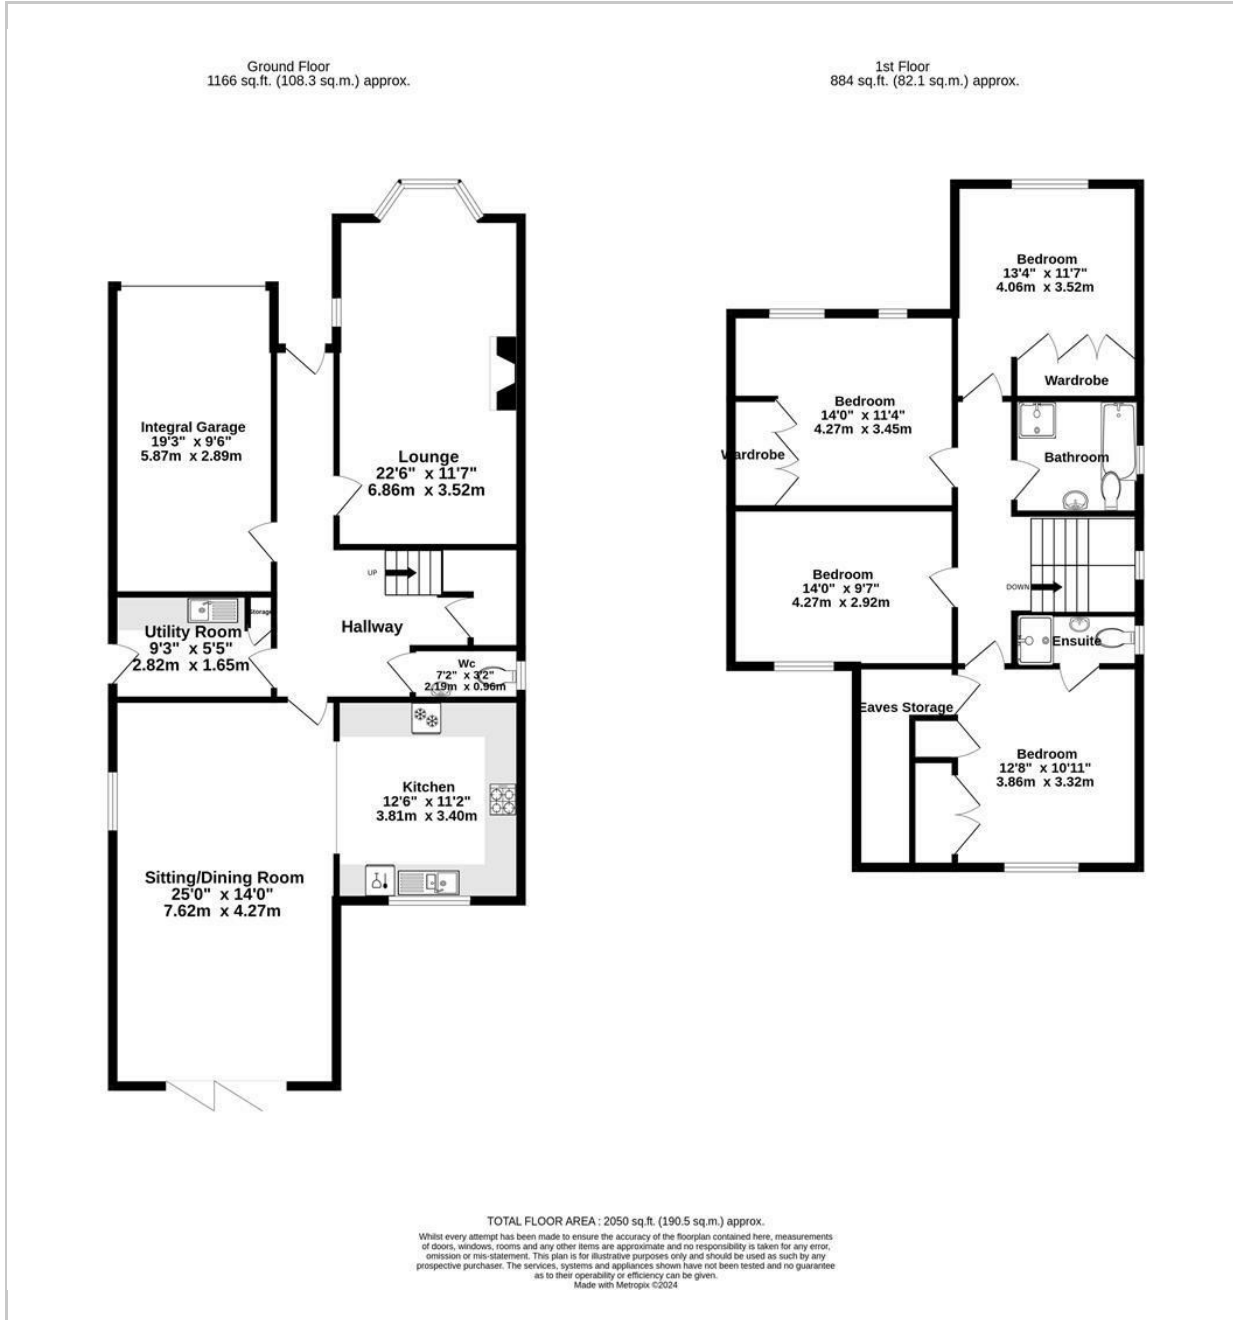 Ground Floor
1166 sq.ft. (108.3 sq.m.) approx.
1st Floor
884 sq.ft. (82.1 sq.m.) approx.
Integral Garage
19'3" x 9'6"
5.87m x 2.89m
Lounge
22'6" x 11'7"
6.86m x 3.52m
UP
Storage
Utility Room
9'3" x 5'5"
2.82m x 1.65m
Hallway
Wc
7'2" x 3'2"
2.19m x 0.96m
Kitchen
12'6" x 11'2"
3.81m x 3.40m
Sitting/Dining Room
25'0" x 14'0"
7.62m x 4.27m
Bedroom
13'4" x 11'7"
4.06m x 3.52m
Wardrobe
Bedroom
14'0" x 11'4"
4.27m x 3.45m
Wardrobe
Bathroom
Bedroom
14'0" x 9'7"
4.27m x 2.92m
DOWN
Ensuite
Eaves Storage
Bedroom
12'8" x 10'11"
3.86m x 3.32m
TOTAL FLOOR AREA : 2050 sq.ft. (190.5 sq.m.) approx.
Whilst every attempt has been made to ensure the accuracy of the floorplan contained here, measurements
of doors, windows, rooms and any other items are approximate and no responsibility is taken for any error,
omission or mis-statement. This plan is for illustrative purposes only and should be used as such by any
prospective purchaser. The services, systems and appliances shown have not been tested and no guarantee
as to their operability or efficiency can be given.
Made with Metropix ©2024